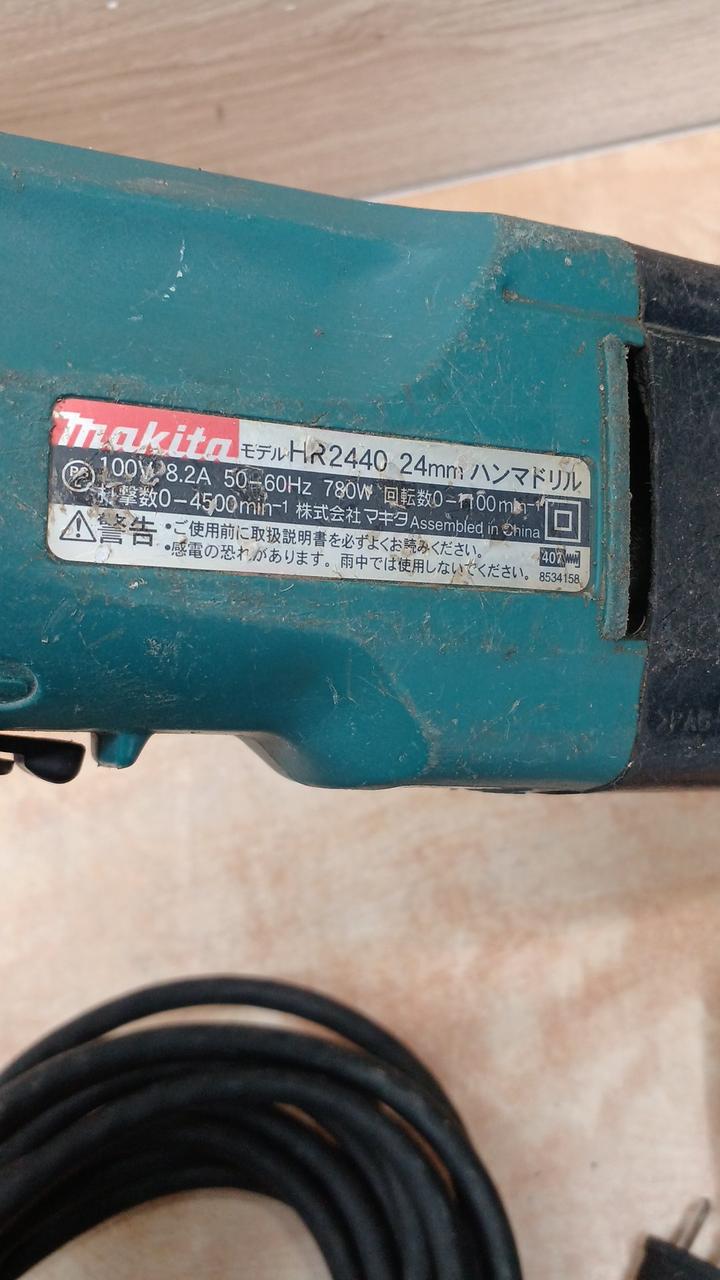 makita モデル HR2440 24mm ハンマドリル
100V 8.2A 50-60Hz 780W 回転数0-1100min-1
打撃数0-4500min-1 株式会社マキタ Assembled in China
警告 •ご使用前に取扱説明書を必ずよくお読みください。
•感電の恐れがあります。雨中では使用しないでください。
407
8534158